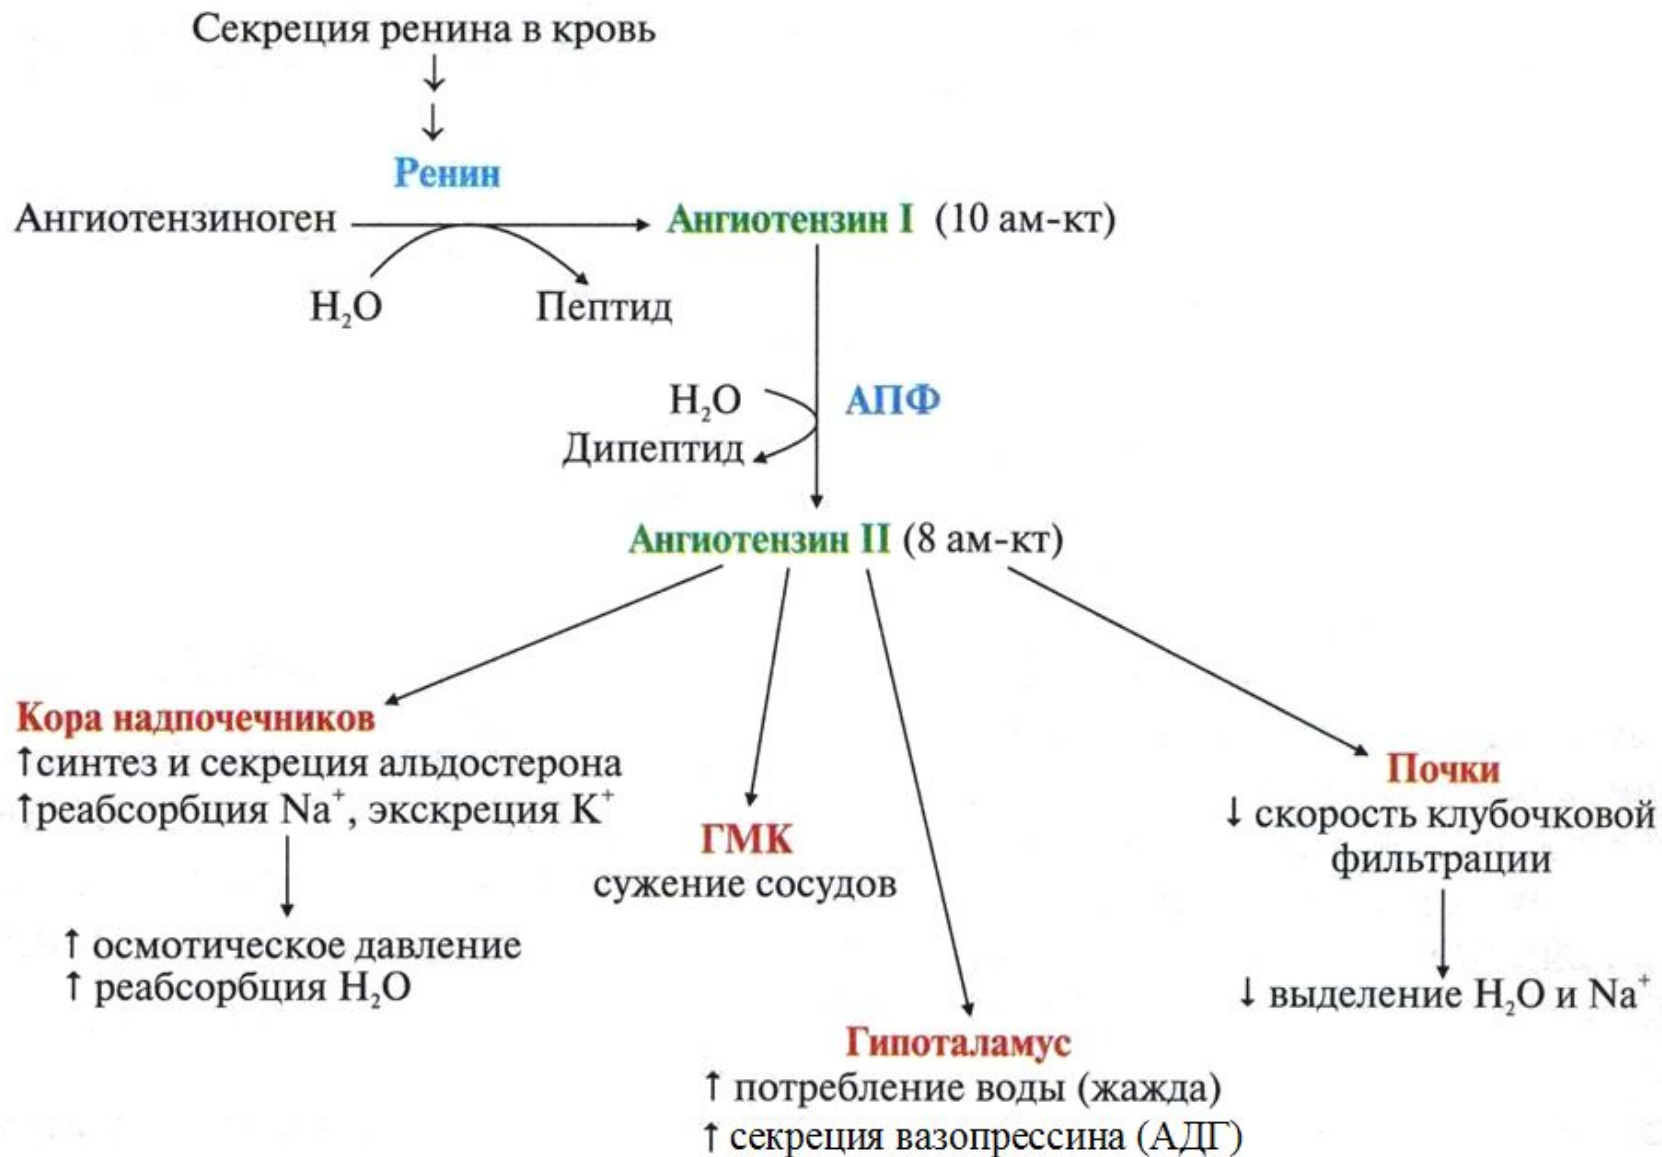 Секреция ренина в кровь
↓
↓
Ренин
Ангиотензиноген
Ангиотензин I (10 ам-кт)
H₂O
Пептид
H₂O
АПФ
Дипептид
Ангиотензин II (8 ам-кт)
Кора надпочечников
↑синтез и секреция альдостерона
↑реабсорбция Na⁺, экскреция K⁺
↑ осмотическое давление
↑ реабсорбция H₂O
ГМК
сужение сосудов
Гипоталамус
↑ потребление воды (жажда)
↑ секреция вазопрессина (АДГ)
Почки
↓ скорость клубочковой
фильтрации
↓ выделение H₂O и Na⁺